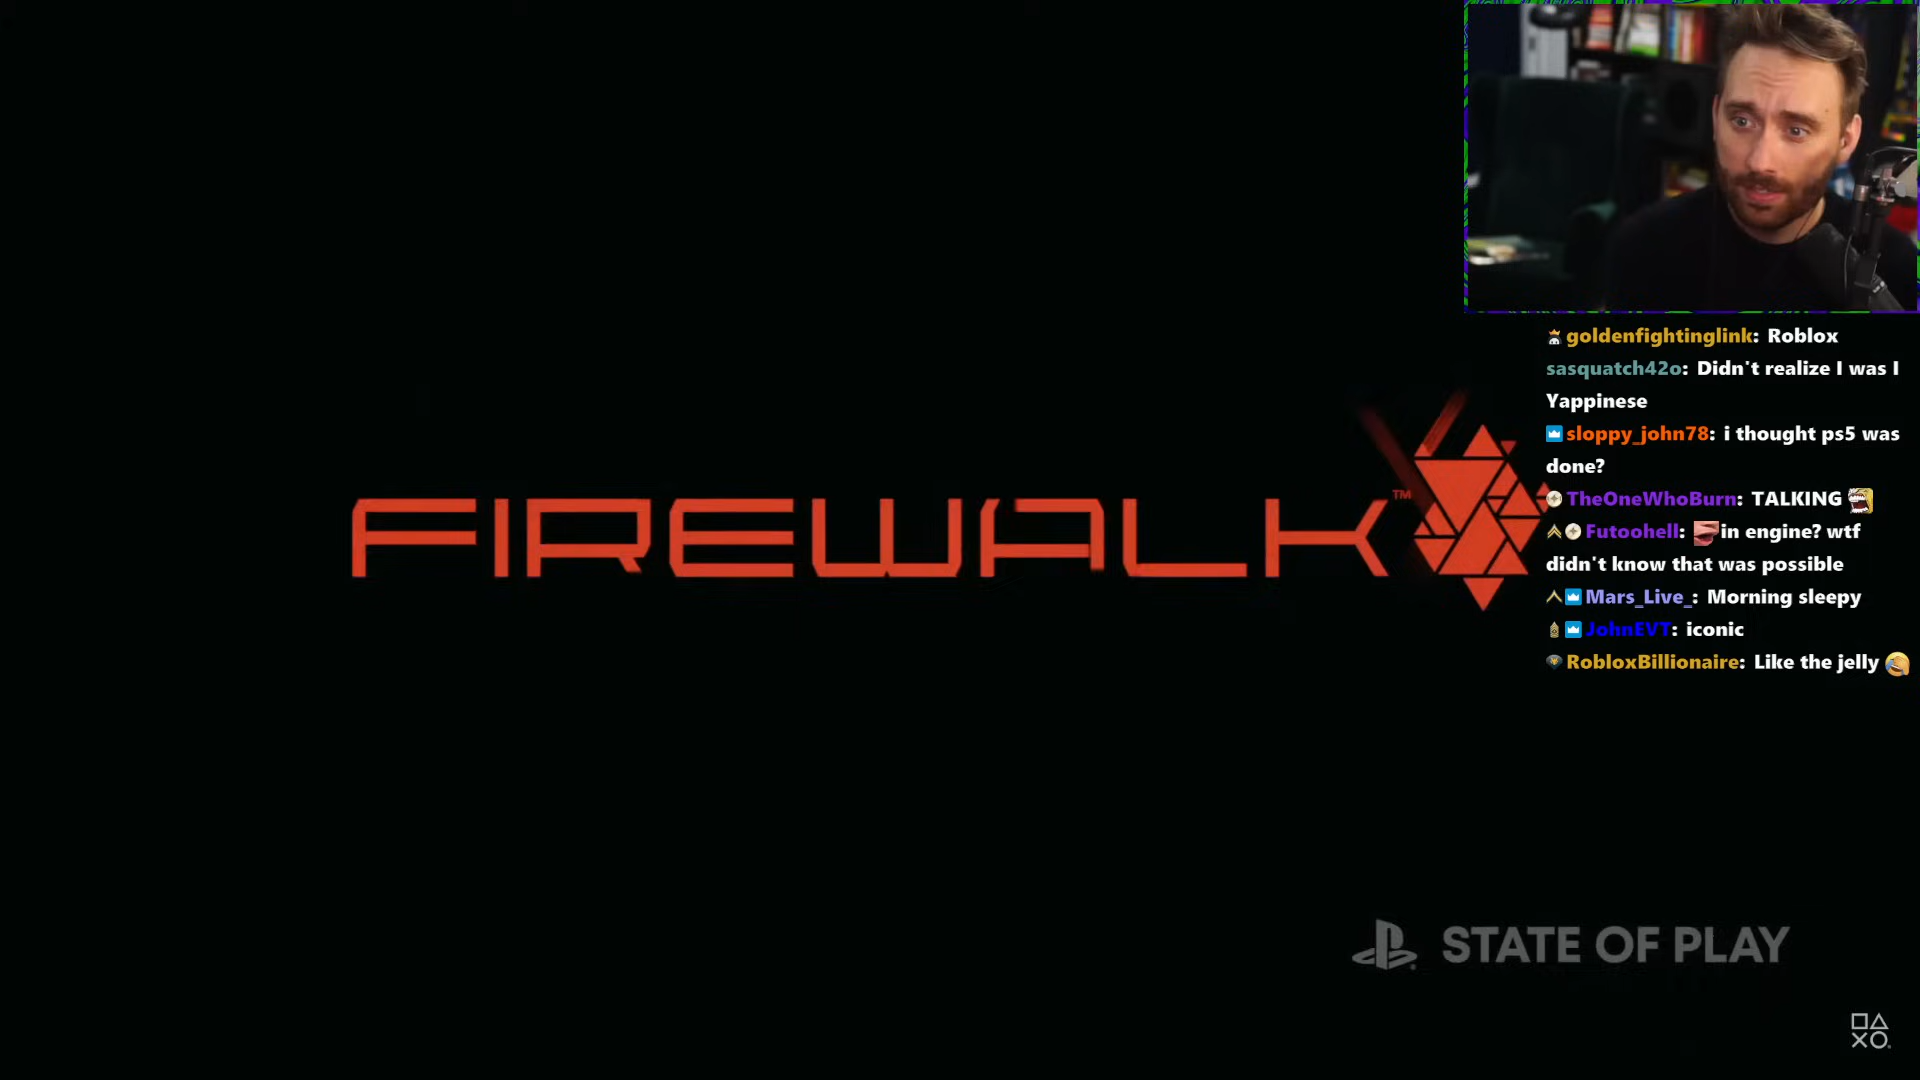 FIREWALK™
goldenfightinglink: Roblox
sasquatch42o: Didn't realize I was I
Yappinese
sloppy_john78: i thought ps5 was
done?
TheOneWhoBurn: TALKING
Futoohell: in engine? wtf
didn't know that was possible
Mars_Live_: Morning sleepy
JohnEVT: iconic
RobloxBillionaire: Like the jelly
STATE OF PLAY